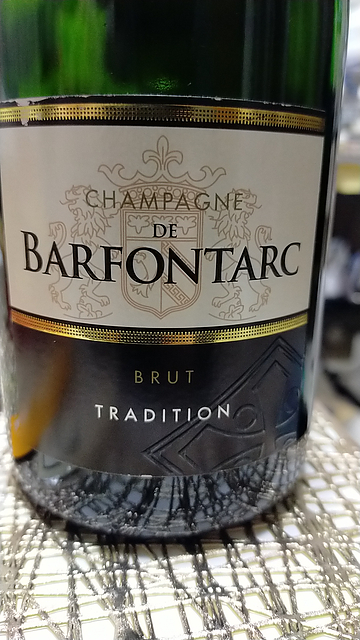 CHAMPAGNE
DE
BARFONTARC
BRUT
TRADITION